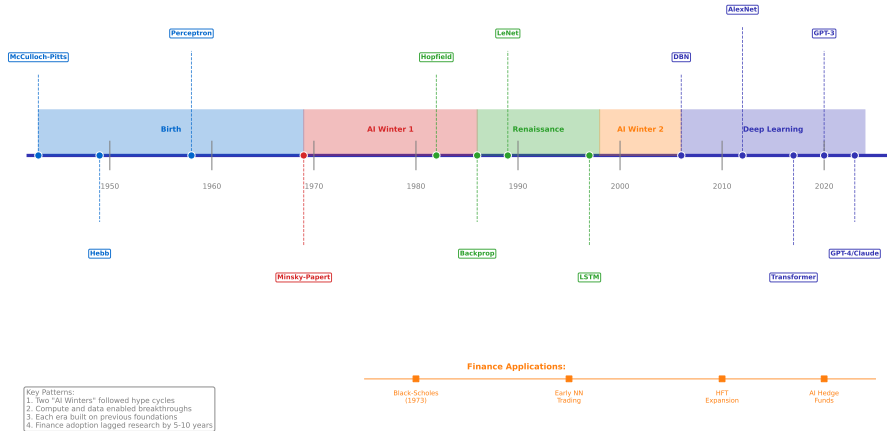 AlexNet
Perceptron
LeNet
GPT-3
McCulloch-Pitts
Hopfield
DBN
Birth
AI Winter 1
Renaissance
AI Winter 2
Deep Learning
1950
1960
1970
1980
1990
2000
2010
2020
Hebb
Backprop
GPT-4/Claude
Minsky-Papert
LSTM
Transformer
Finance Applications:
Black-Scholes
(1973)
Early NN
Trading
HFT
Expansion
AI Hedge
Funds
Key Patterns:
1. Two "AI Winters" followed hype cycles
2. Compute and data enabled breakthroughs
3. Each era built on previous foundations
4. Finance adoption lagged research by 5-10 years